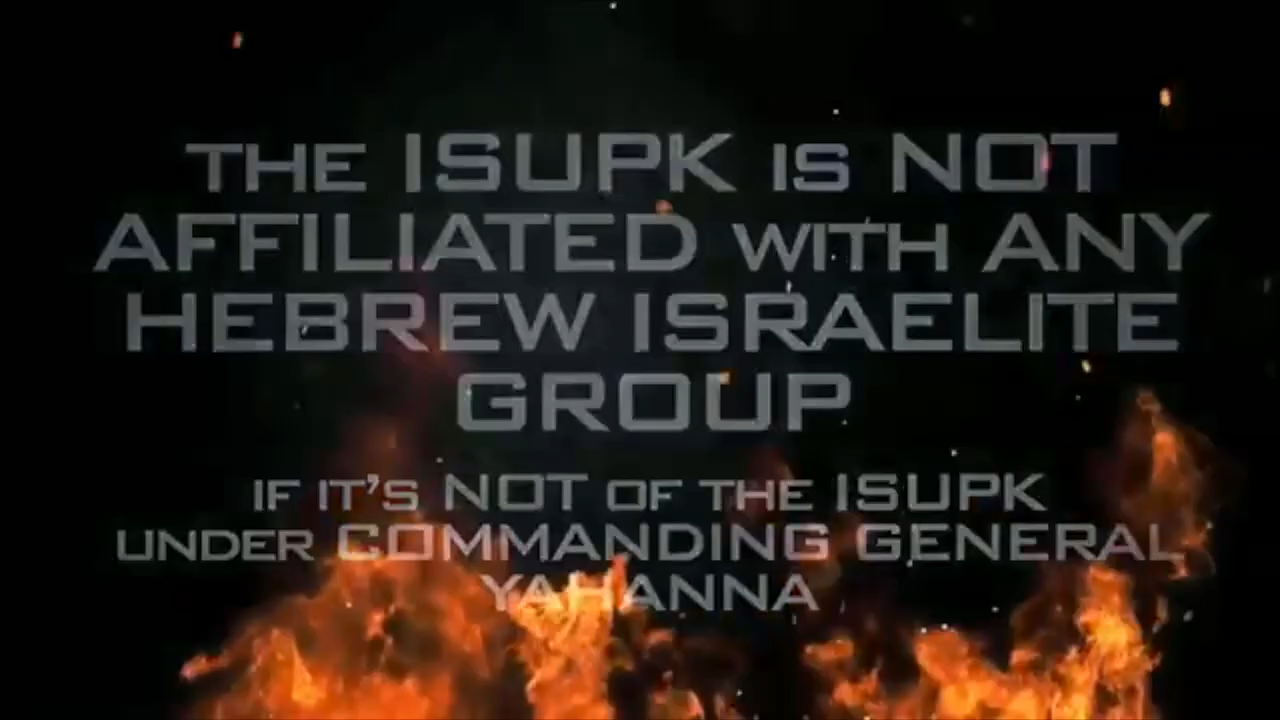 THE ISUPK IS NOT
AFFILIATED WITH ANY
HEBREW ISRAELITE
GROUP
IF IT'S NOT OF THE ISUPK
UNDER COMMANDING GENERAL
YAHANNA